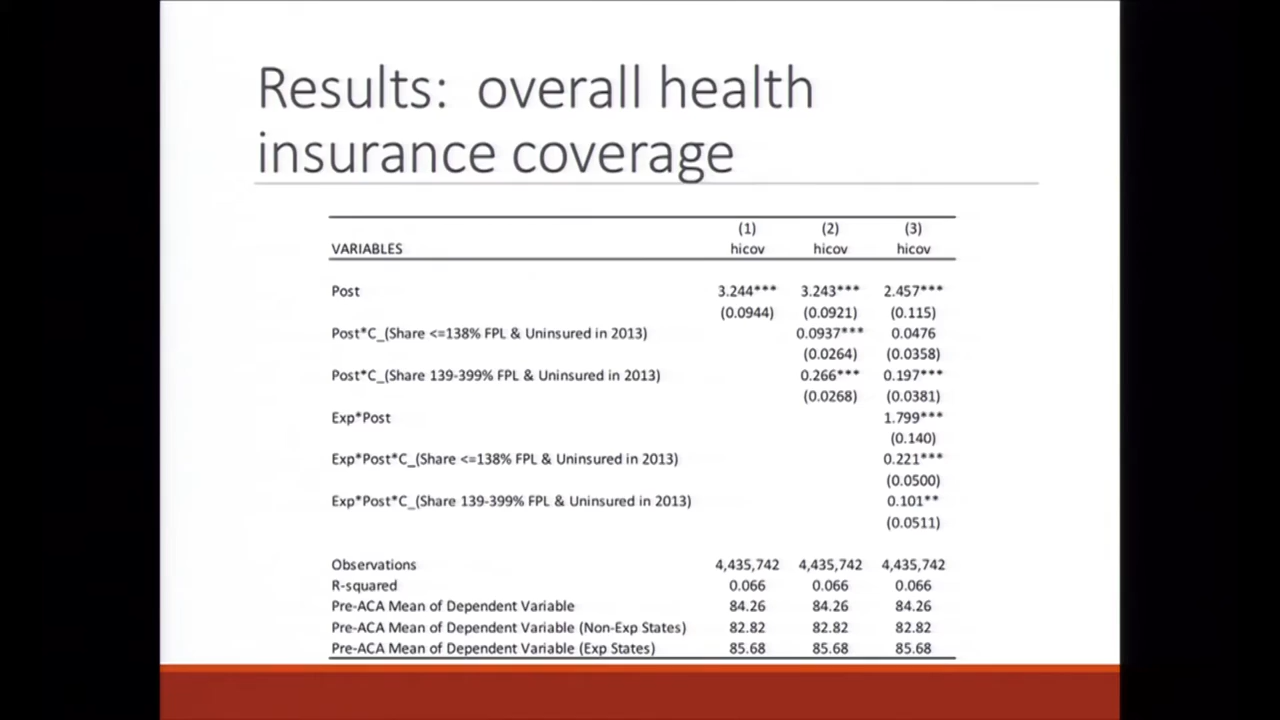 Results: overall health
insurance coverage
(1) (2) (3)
VARIABLES hicov hicov hicov
Post 3.244*** 3.243*** 2.457***
(0.0944) (0.0921) (0.115)
Post*C_(Share <=138% FPL & Uninsured in 2013) 0.0937*** 0.0476
(0.0264) (0.0358)
Post*C_(Share 139-399% FPL & Uninsured in 2013) 0.266*** 0.197***
(0.0268) (0.0381)
Exp*Post 1.799***
(0.140)
Exp*Post*C_(Share <=138% FPL & Uninsured in 2013) 0.221***
(0.0500)
Exp*Post*C_(Share 139-399% FPL & Uninsured in 2013) 0.101**
(0.0511)
Observations 4,435,742 4,435,742 4,435,742
R-squared 0.066 0.066 0.066
Pre-ACA Mean of Dependent Variable 84.26 84.26 84.26
Pre-ACA Mean of Dependent Variable (Non-Exp States) 82.82 82.82 82.82
Pre-ACA Mean of Dependent Variable (Exp States) 85.68 85.68 85.68